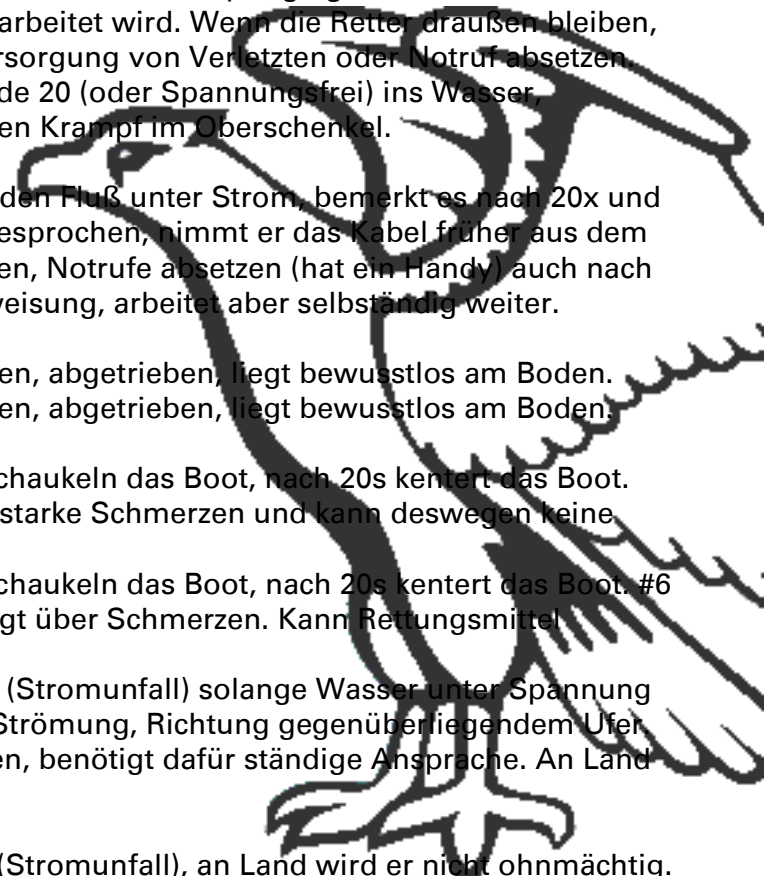 arbeitet wird. Wenn die Retter draußen bleiben,
rsorgung von Verletzten oder Notruf absetzen.
de 20 (oder Spannungsfrei) ins Wasser,
en Krampf im Oberschenkel.
den Fluß unter Strom, bemerkt es nach 20x und
esprochen, nimmt er das Kabel früher aus dem
en, Notrufe absetzen (hat ein Handy) auch nach
weisung, arbeitet aber selbständig weiter.
en, abgetrieben, liegt bewusstlos am Boden.
en, abgetrieben, liegt bewusstlos am Boden.
chaukeln das Boot, nach 20s kentert das Boot.
starke Schmerzen und kann deswegen keine
chaukeln das Boot, nach 20s kentert das Boot. #6
gt über Schmerzen. Kann Rettungsmittel
(Stromunfall) solange Wasser unter Spannung
Strömung, Richtung gegenüberliegendem Ufer.
en, benötigt dafür ständige Ansprache. An Land
(Stromunfall), an Land wird er nicht ohnmächtig.